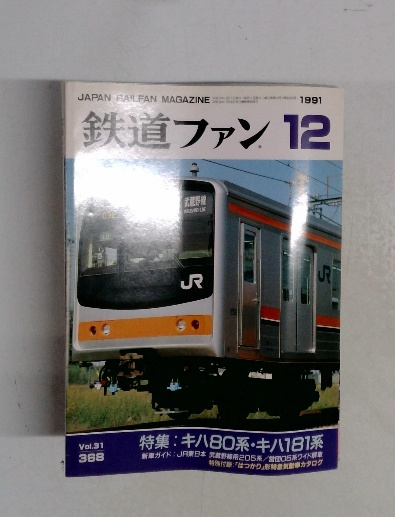 JAPAN RAILFAN MAGAZINE
1991
鉄道ファン 12
武蔵野線
JR
JR
Vol.31
368
特集：キハ80系・キハ181系
新車ガイド：JR東日本 武蔵野線用205系／営団05系ワイドドア車
特別付録：「はつかり」形特急気動車カタログ